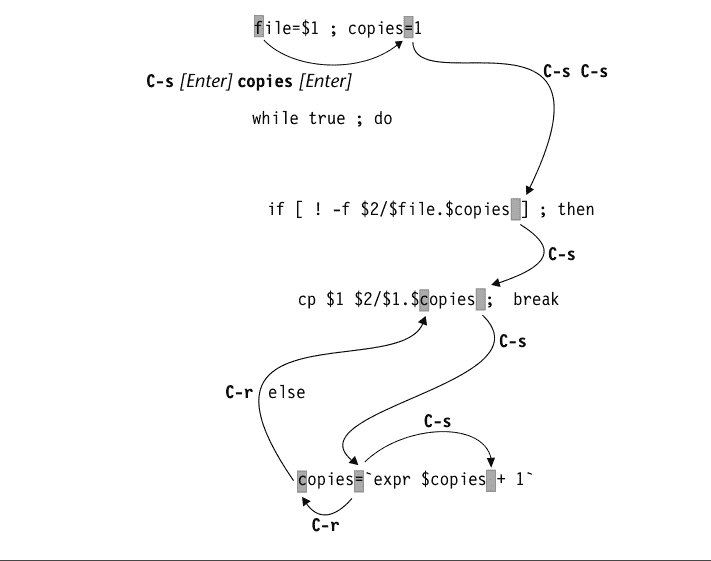 file=$1 ; copies=1
C-s [Enter] copies [Enter]
C-s C-s
while true ; do
if [ ! -f $2/$file.$copies ] ; then
C-s
cp $1 $2/$1.$copies ;  break
C-s
C-r
else
C-s
copies=`expr $copies + 1`
C-r